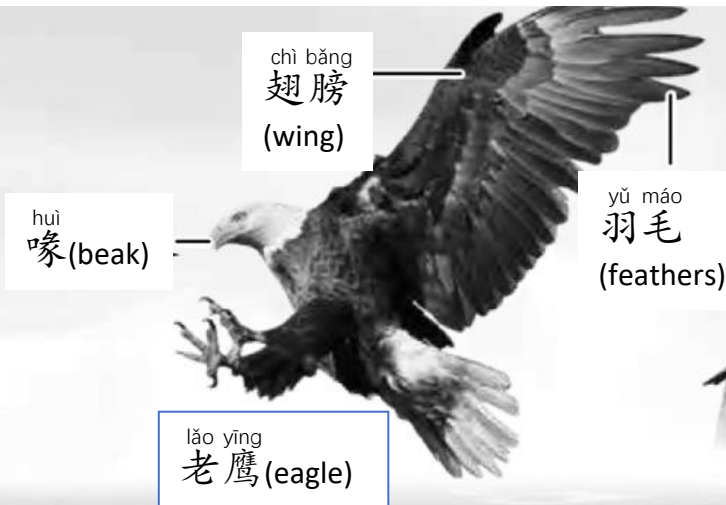 chì bǎng
翅膀
(wing)
huì
喙(beak)
yǔ máo
羽毛
(feathers)
lǎo yīng
老鹰(eagle)